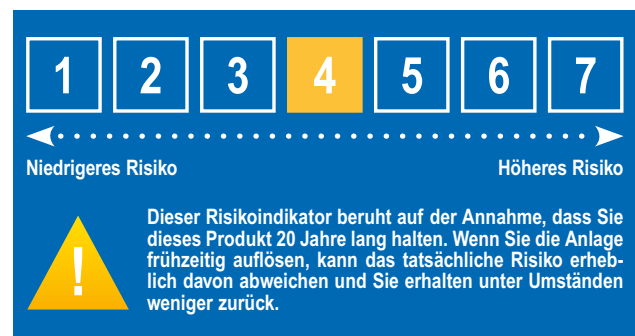 1 2 3 4 5 6 7
Niedrigeres Risiko Höheres Risiko
Dieser Risikoindikator beruht auf der Annahme, dass Sie
dieses Produkt 20 Jahre lang halten. Wenn Sie die Anlage
frühzeitig auflösen, kann das tatsächliche Risiko erheb-
lich davon abweichen und Sie erhalten unter Umständen
weniger zurück.
!